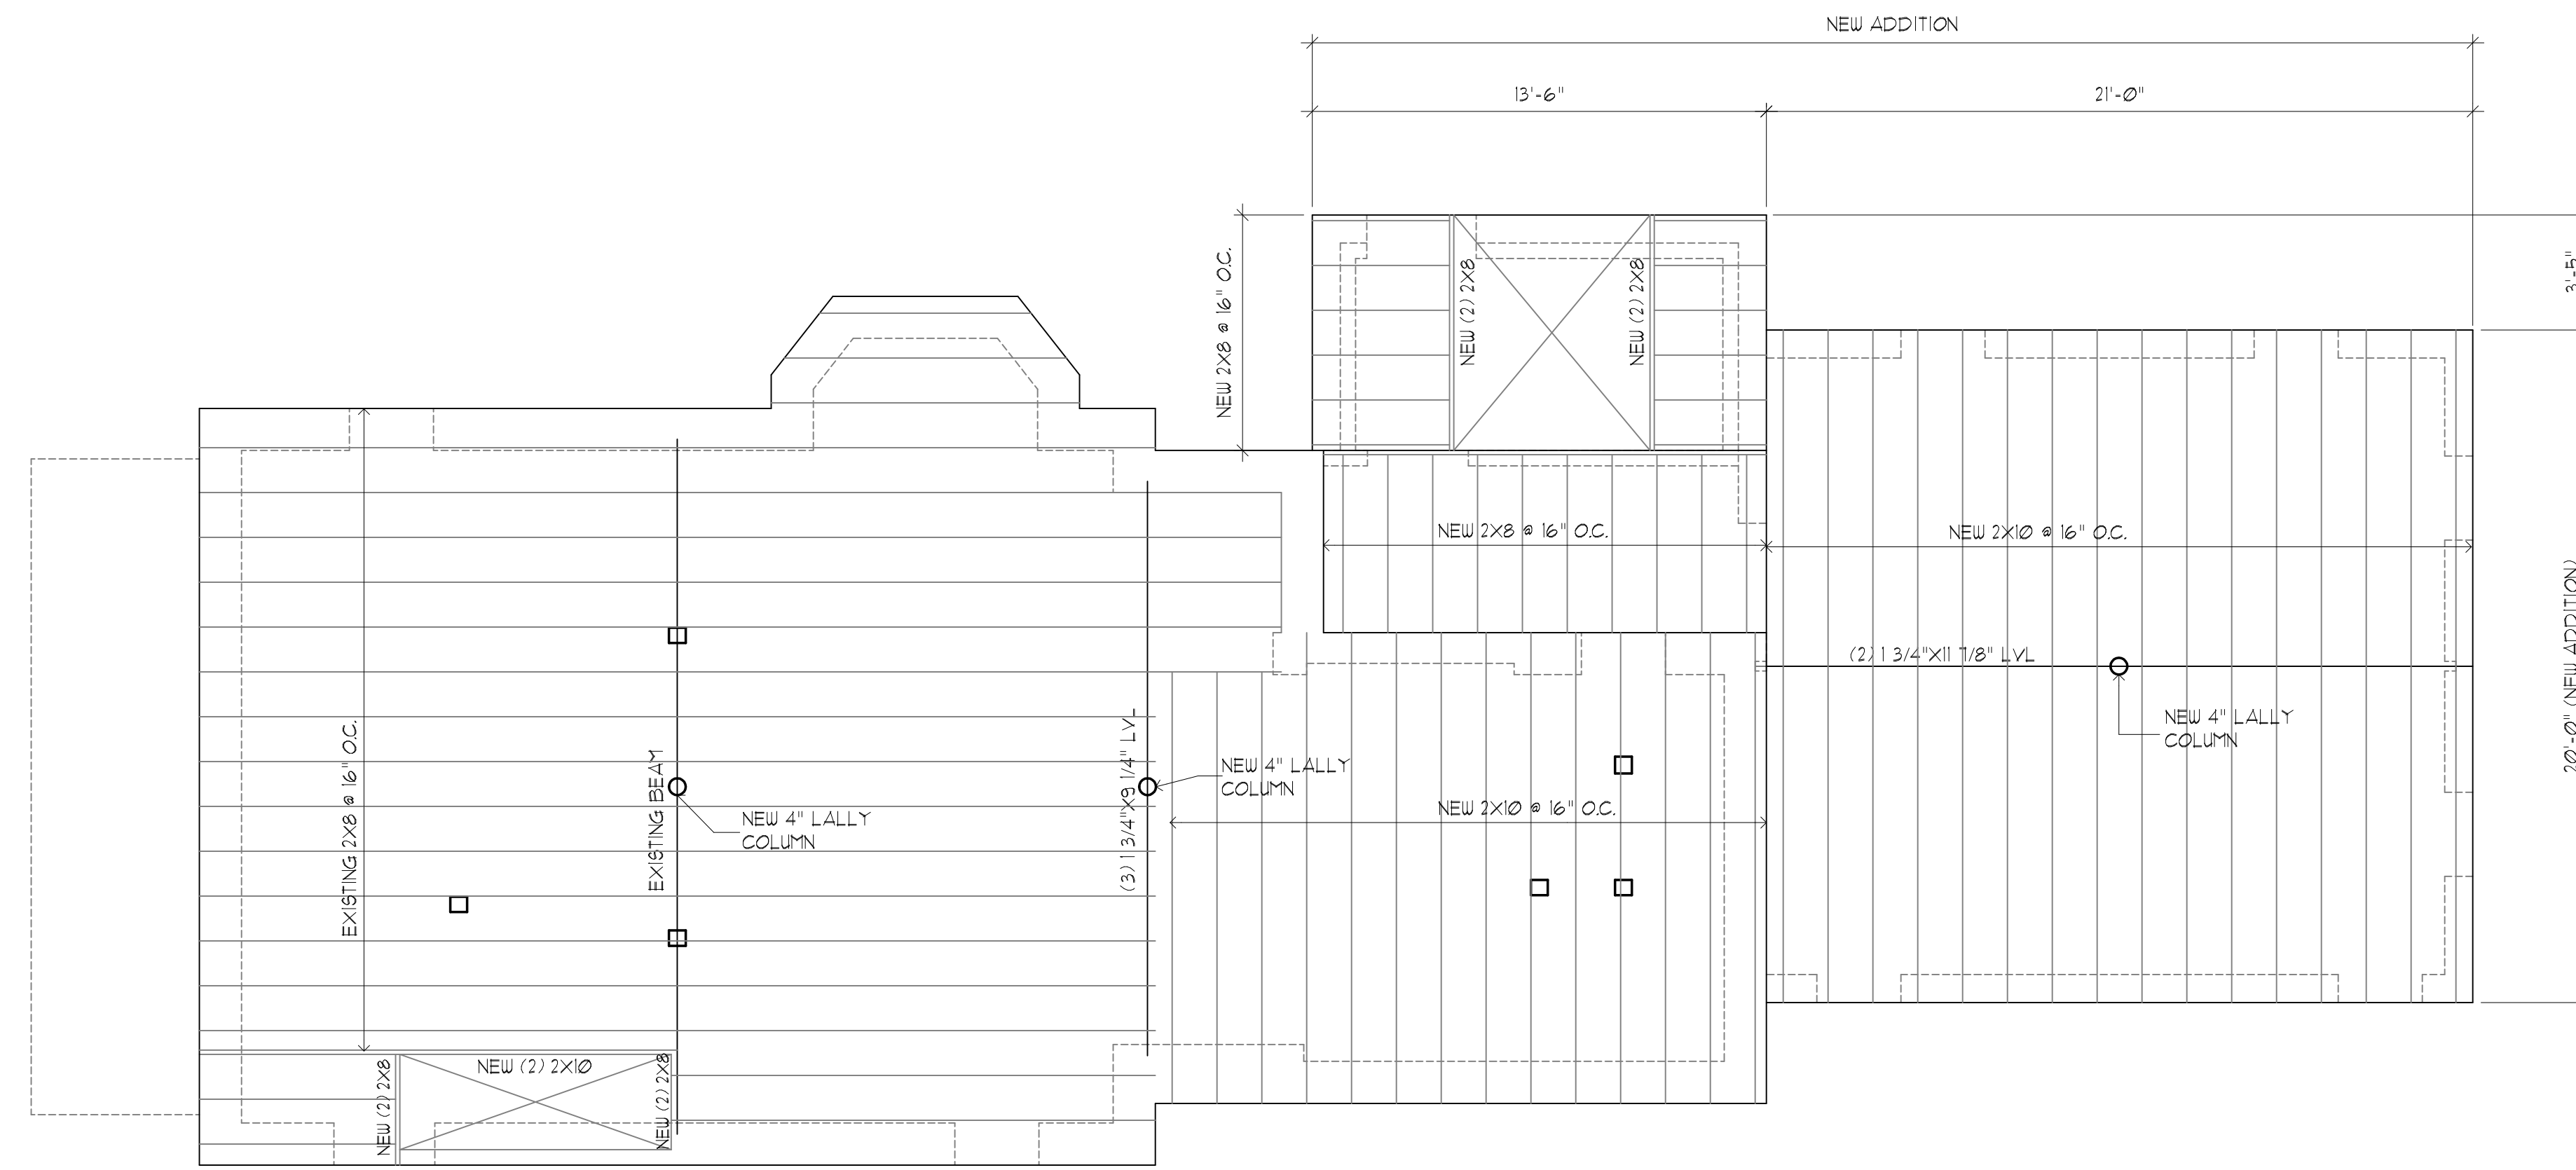 NEW ADDITION
13'-6"
21'-0"
3'-5"
NEW 2X8 @ 16" O.C.
NEW (2) 2X8
NEW (2) 2X8
NEW 2X8 @ 16" O.C.
NEW 2X10 @ 16" O.C.
20'-0" (NEW ADDITION)
(2) 1 3/4"X11 7/8" LVL
NEW 4" LALLY
COLUMN
EXISTING 2X8 @ 16" O.C.
EXISTING BEAM
NEW 4" LALLY
COLUMN
(3) 1 3/4"X9 1/4" LVL
NEW 4" LALLY
COLUMN
NEW 2X10 @ 16" O.C.
NEW (2) 2X8
NEW (2) 2X10
NEW (2) 2X8